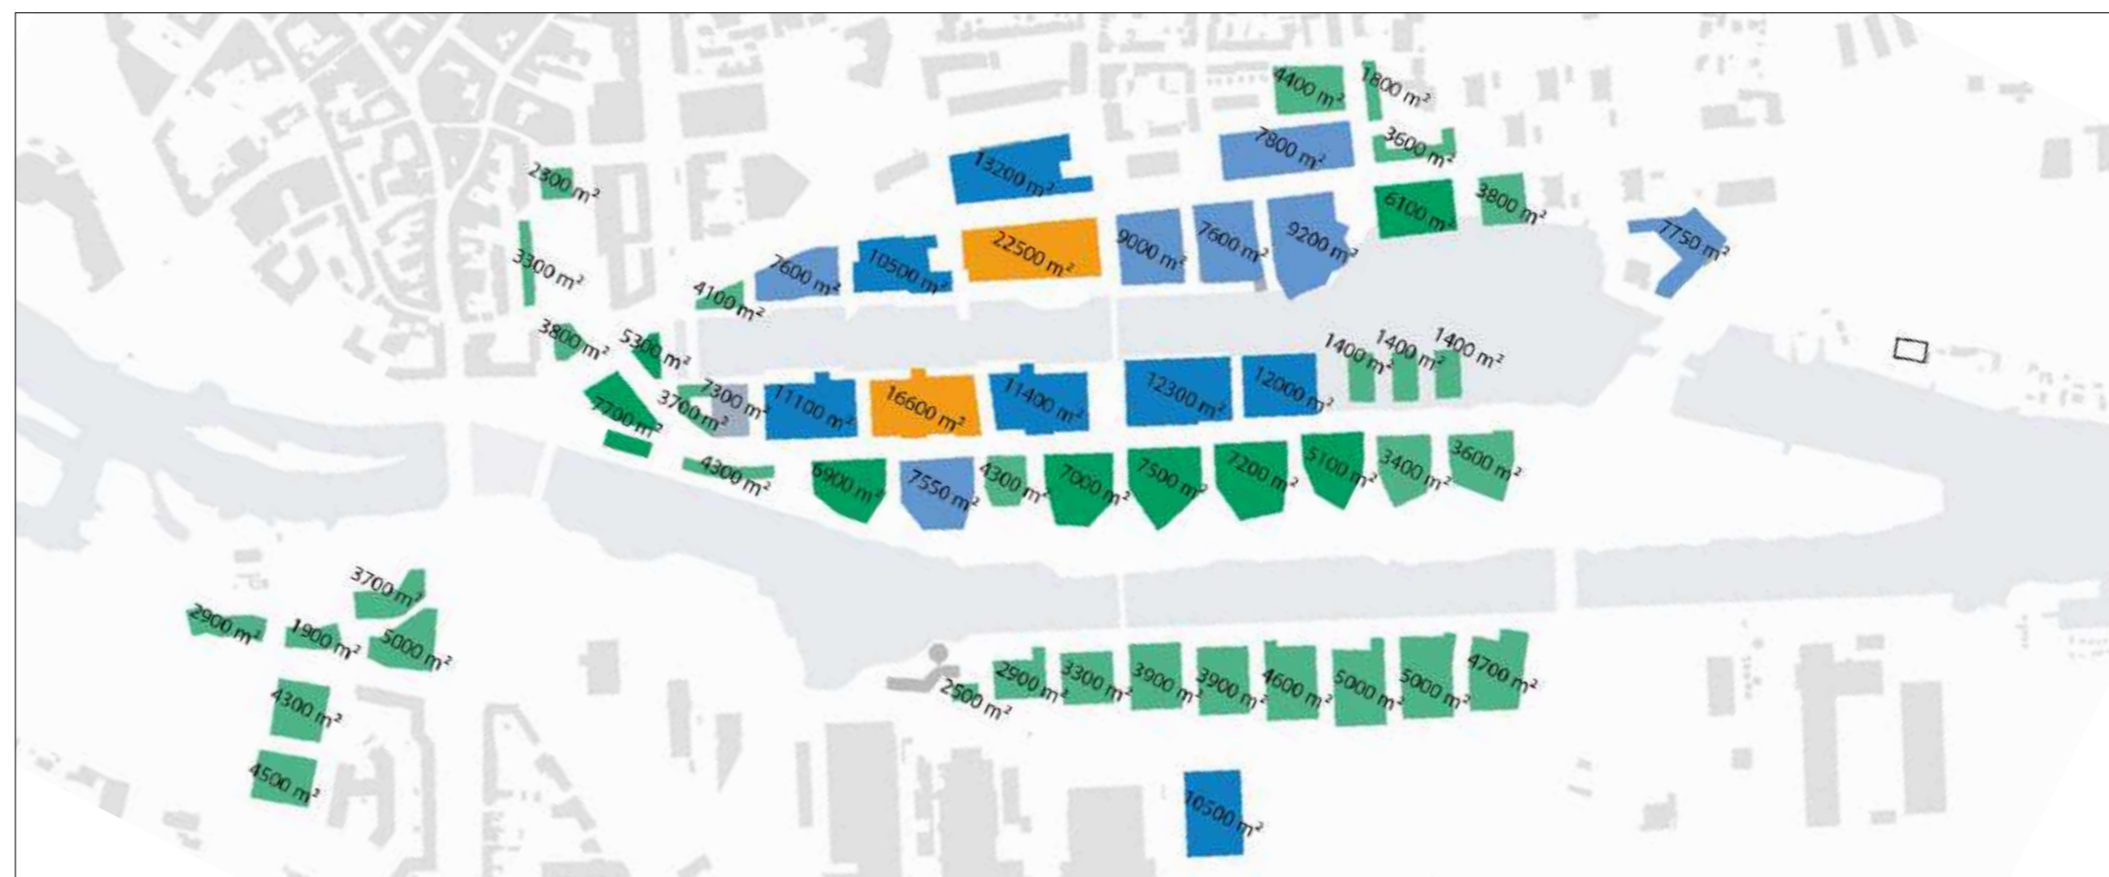 4400 m²
1800 m²
7800 m²
3600 m²
13200 m²
2300 m²
6100 m²
3800 m²
7750 m²
22500 m²
9000 m²
7600 m²
9200 m²
3300 m²
7600 m²
10500 m²
4100 m²
3800 m²
5300 m²
1400 m²
1400 m²
1400 m²
7700 m²
3700 m²
7300 m²
11100 m²
16600 m²
11400 m²
12300 m²
12000 m²
4300 m²
6900 m²
7550 m²
4300 m²
7000 m²
7500 m²
7200 m²
5100 m²
3400 m²
3600 m²
3700 m²
2900 m²
1900 m²
5000 m²
4300 m²
4500 m²
2500 m²
2900 m²
3300 m²
3900 m²
3900 m²
4600 m²
5000 m²
5000 m²
4700 m²
10500 m²